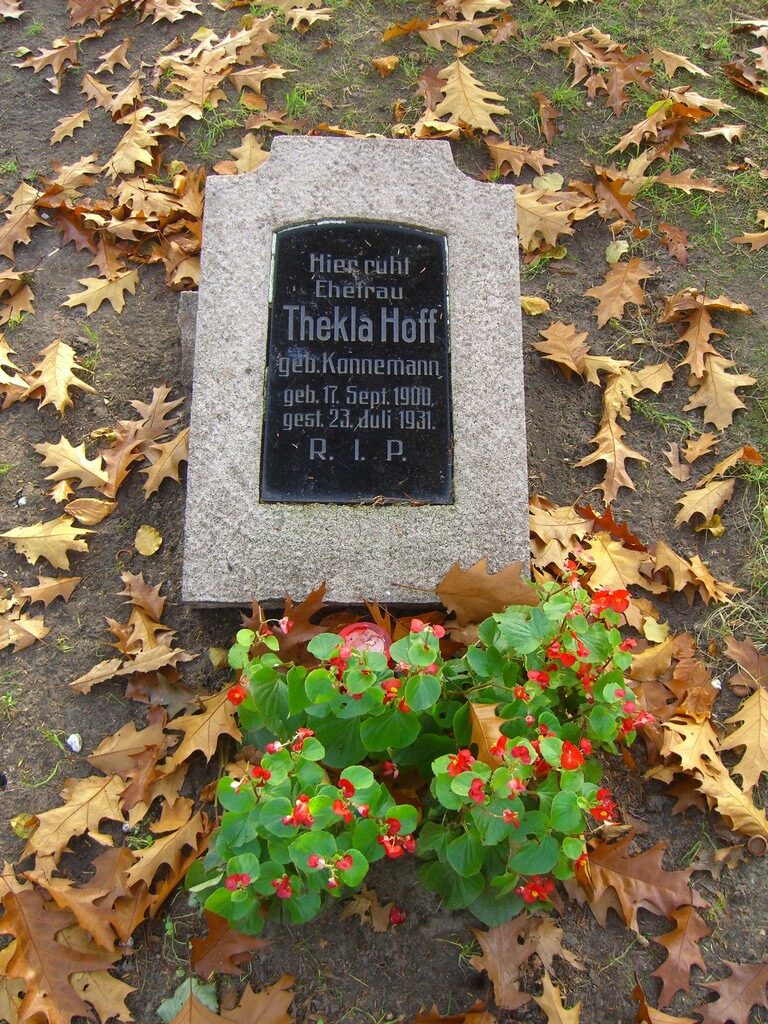 Hier ruht
Ehefrau
Thekla Hoff
geb. Konnemann
geb. 17. Sept. 1900.
gest. 23. Juli 1931.
R. I. P.